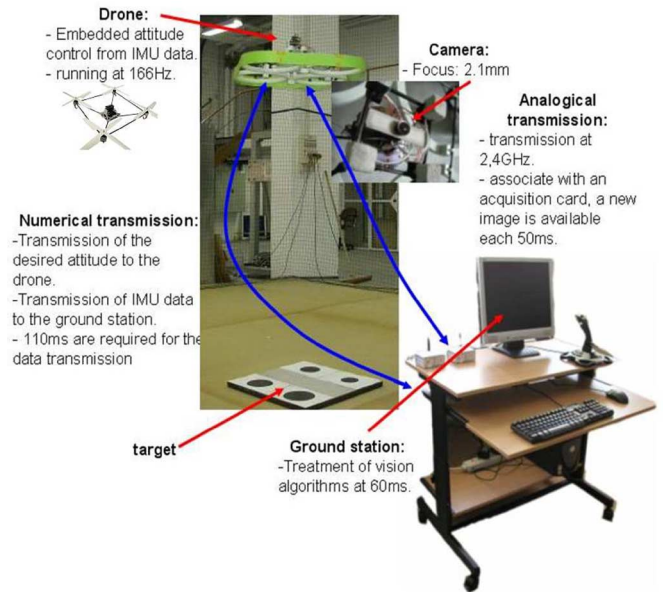 Drone:
- Embedded attitude
control from IMU data.
- running at 166Hz.
Camera:
- Focus: 2.1mm
Analogical
transmission:
- transmission at
2,4GHz.
- associate with an
acquisition card, a new
image is available
each 50ms.
Numerical transmission:
-Transmission of the
desired attitude to the
drone.
-Transmission of IMU data
to the ground station.
- 110ms are required for the
data transmission
target
Ground station:
-Treatment of vision
algorithms at 60ms.